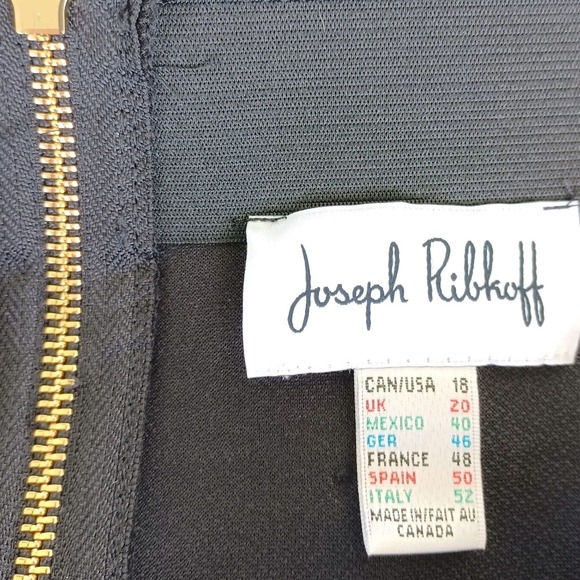 Joseph Ribkoff
CAN/USA 18
UK 20
MEXICO 40
GER 46
FRANCE 48
SPAIN 50
ITALY 52
MADE IN/FAIT AU
CANADA